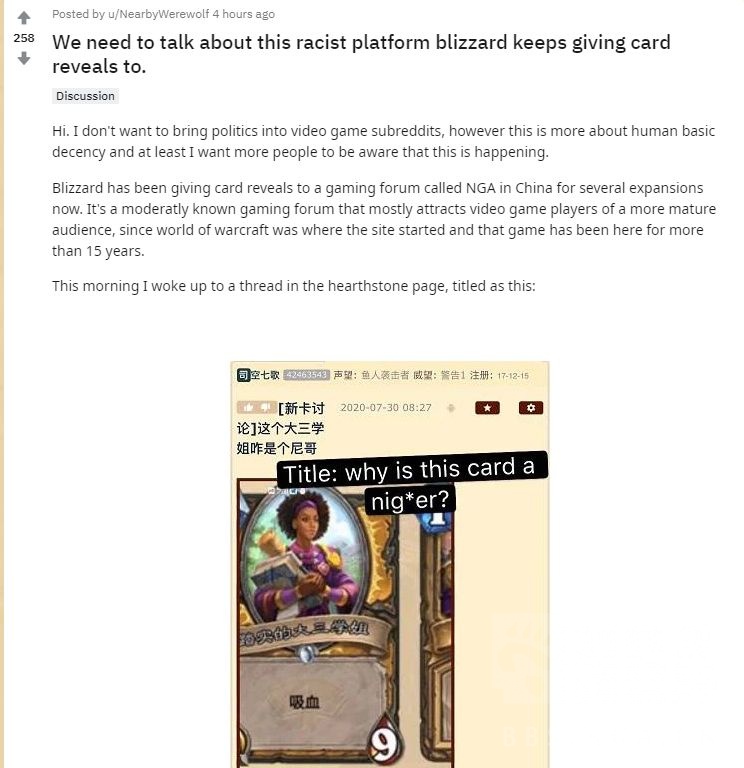 Posted by u/NearbyWerewolf 4 hours ago
258
We need to talk about this racist platform blizzard keeps giving card
reveals to.
Discussion
Hi. I don't want to bring politics into video game subreddits, however this is more about human basic
decency and at least I want more people to be aware that this is happening.
Blizzard has been giving card reveals to a gaming forum called NGA in China for several expansions
now. It's a moderatly known gaming forum that mostly attracts video game players of a more mature
audience, since world of warcraft was where the site started and that game has been here for more
than 15 years.
This morning I woke up to a thread in the hearthstone page, titled as this:
司空七歌 42463543 声望: 鱼人袭击者 威望: 警告1 注册: 17-12-15
[新卡讨 2020-07-30 08:27
论]这个大三学
姐咋是个尼哥
Title: why is this card a
nig*er?
1
踏实的大三学姐
吸血
9